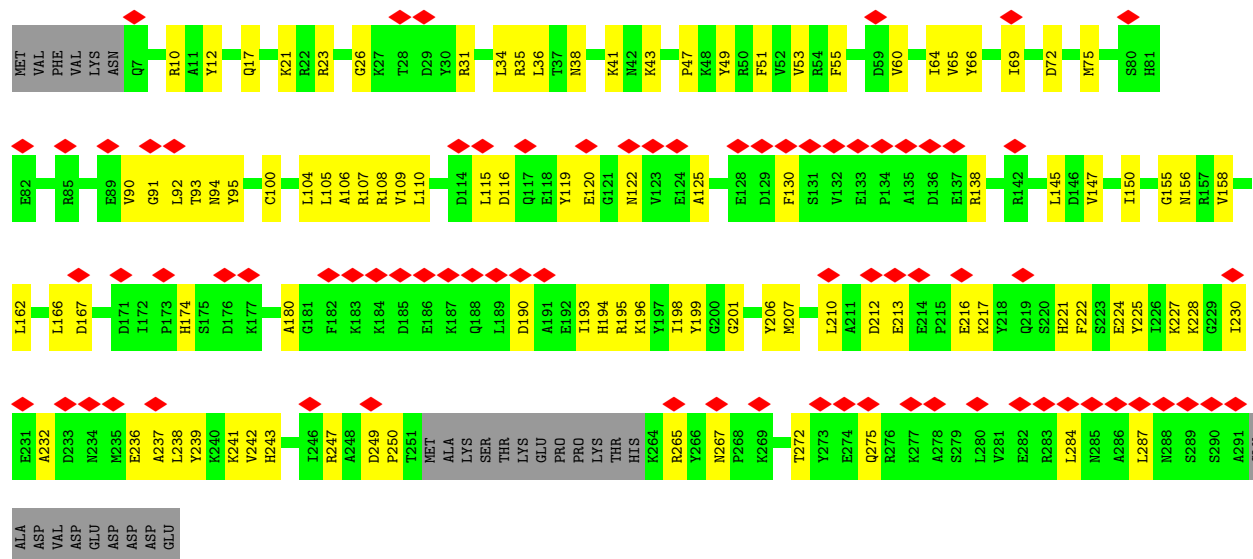 MET VAL PHE VAL LYS ASN Q7 R10 A11 Y12 Q17 K21 R22 R23 G26 K27 T28 D29 Y30 R31 L34 R35 L36 T37 N38 K41 N42 K43 P47 K48 Y49 R50 F51 V52 V53 R54 F55 D59 V60 I64 V65 Y66 I69 D72 M75 S80 H81
E82 R85 E89 V90 G91 L92 T93 N94 Y95 C100 L104 L105 A106 R107 R108 V109 L110 D114 L115 D116 Q117 E118 Y119 E120 G121 N122 V123 E124 A125 E128 D129 F130 S131 V132 E133 P134 A135 D136 E137 R138 R142 L145 D146 V147 I150 G155 N156 R157 V158
L162 L166 D167 D171 I172 P173 H174 S175 D176 K177 A180 G181 F182 K183 K184 D185 E186 K187 Q188 L189 D190 A191 E192 I193 H194 R195 K196 Y197 I198 Y199 G200 G201 Y206 M207 L210 A211 D212 E213 E214 P215 E216 K217 Y218 Q219 S220 H221 F222 S223 E224 Y225 I226 K227 K228 G229 I230
E231 A232 D233 N234 M235 E236 A237 L238 Y239 K240 K241 V242 H243 I246 R247 A248 D249 P250 T251 MET ALA LYS SER THR LYS GLU PRO PRO LYS THR HIS K264 R265 Y266 N267 P268 K269 T272 Y273 E274 Q275 R276 K277 A278 S279 L280 V281 E282 R283 L284 N285 A286 L287 N288 S289 S290 A291
ALA ASP VAL ASP GLU ASP ASP ASP GLU